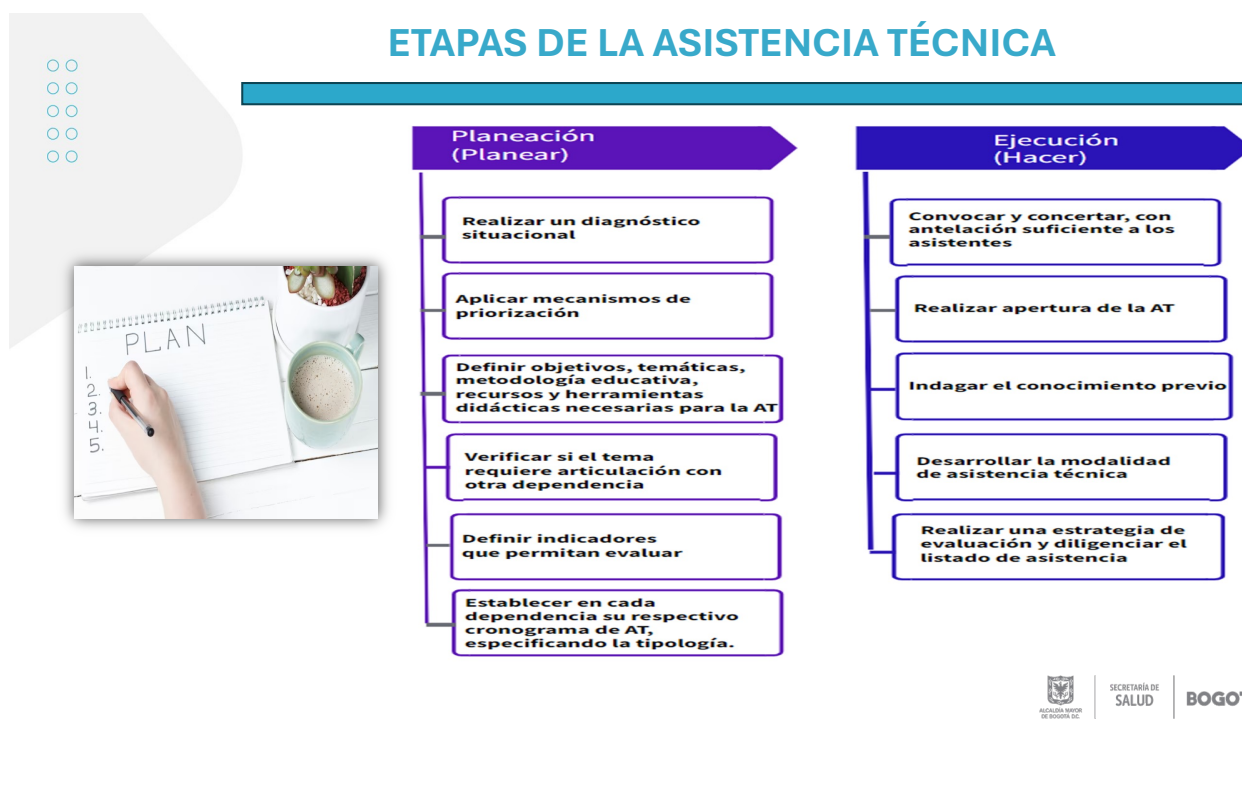 ETAPAS DE LA ASISTENCIA TÉCNICA
Planeación
(Planear)
Realizar un diagnóstico
situacional
Aplicar mecanismos de
priorización
Definir objetivos, temáticas,
metodología educativa,
recursos y herramientas
didácticas necesarias para la AT
Verificar si el tema
requiere articulación con
otra dependencia
Definir indicadores
que permitan evaluar
Establecer en cada
dependencia su respectivo
cronograma de AT,
especificando la tipología.
Ejecución
(Hacer)
Convocar y concertar, con
antelación suficiente a los
asistentes
Realizar apertura de la AT
Indagar el conocimiento previo
Desarrollar la modalidad
de asistencia técnica
Realizar una estrategia de
evaluación y diligenciar el
listado de asistencia
PLAN
1.
2.
3.
4.
5.
ALCALDÍA MAYOR
DE BOGOTÁ D.C.
SECRETARÍA DE
SALUD
BOGOT